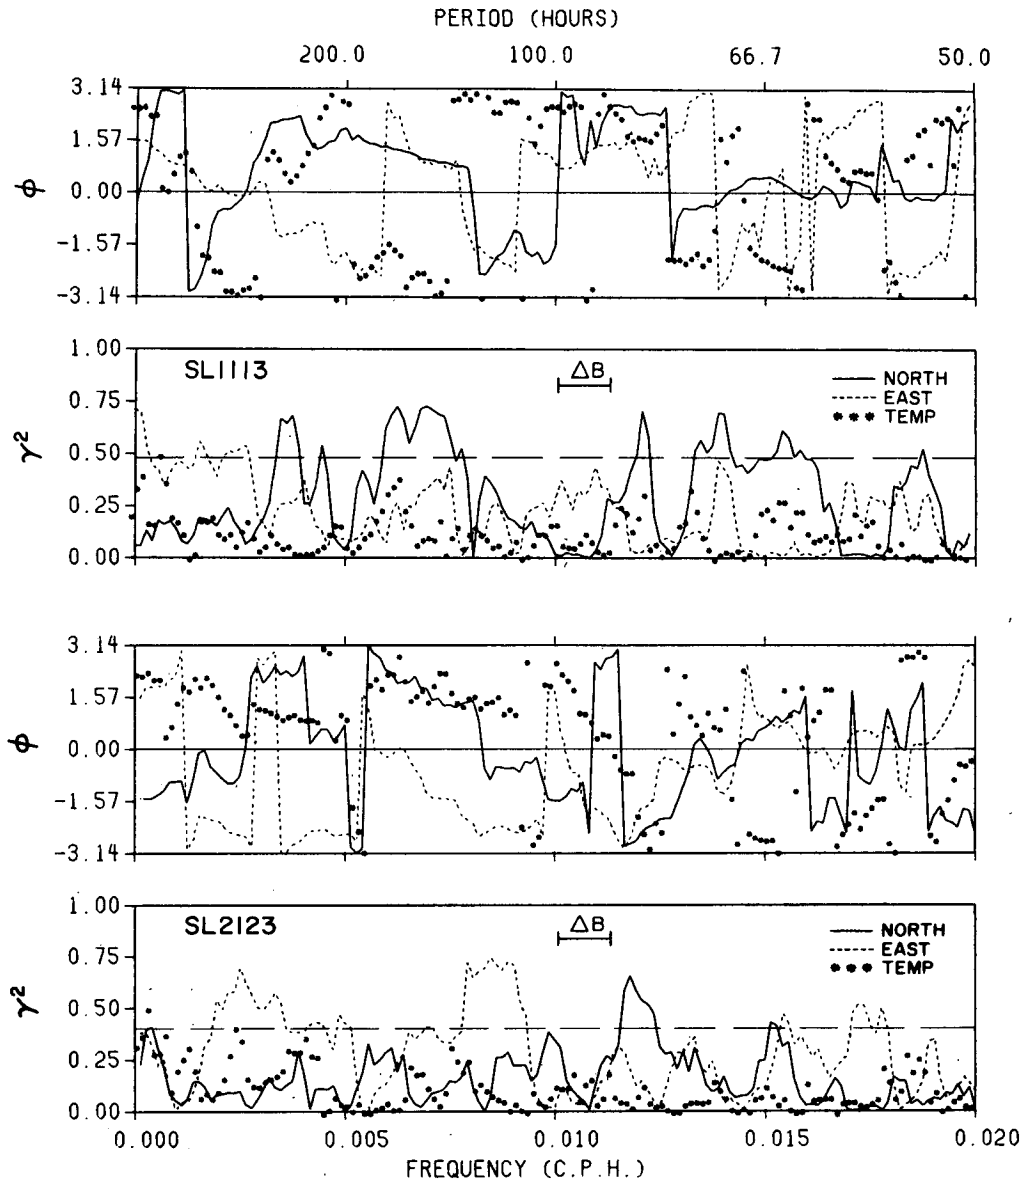 PERIOD (HOURS)
200.0 100.0 66.7 50.0
3.14
1.57
ϕ 0.00
-1.57
-3.14
1.00
SL1113 ΔB
NORTH
0.75
EAST
TEMP
γ² 0.50
0.25
0.00
3.14
1.57
ϕ 0.00
-1.57
-3.14
1.00
SL2123 ΔB
NORTH
0.75
EAST
TEMP
γ² 0.50
0.25
0.00
0.000 0.005 0.010 0.015 0.020
FREQUENCY (C.P.H.)